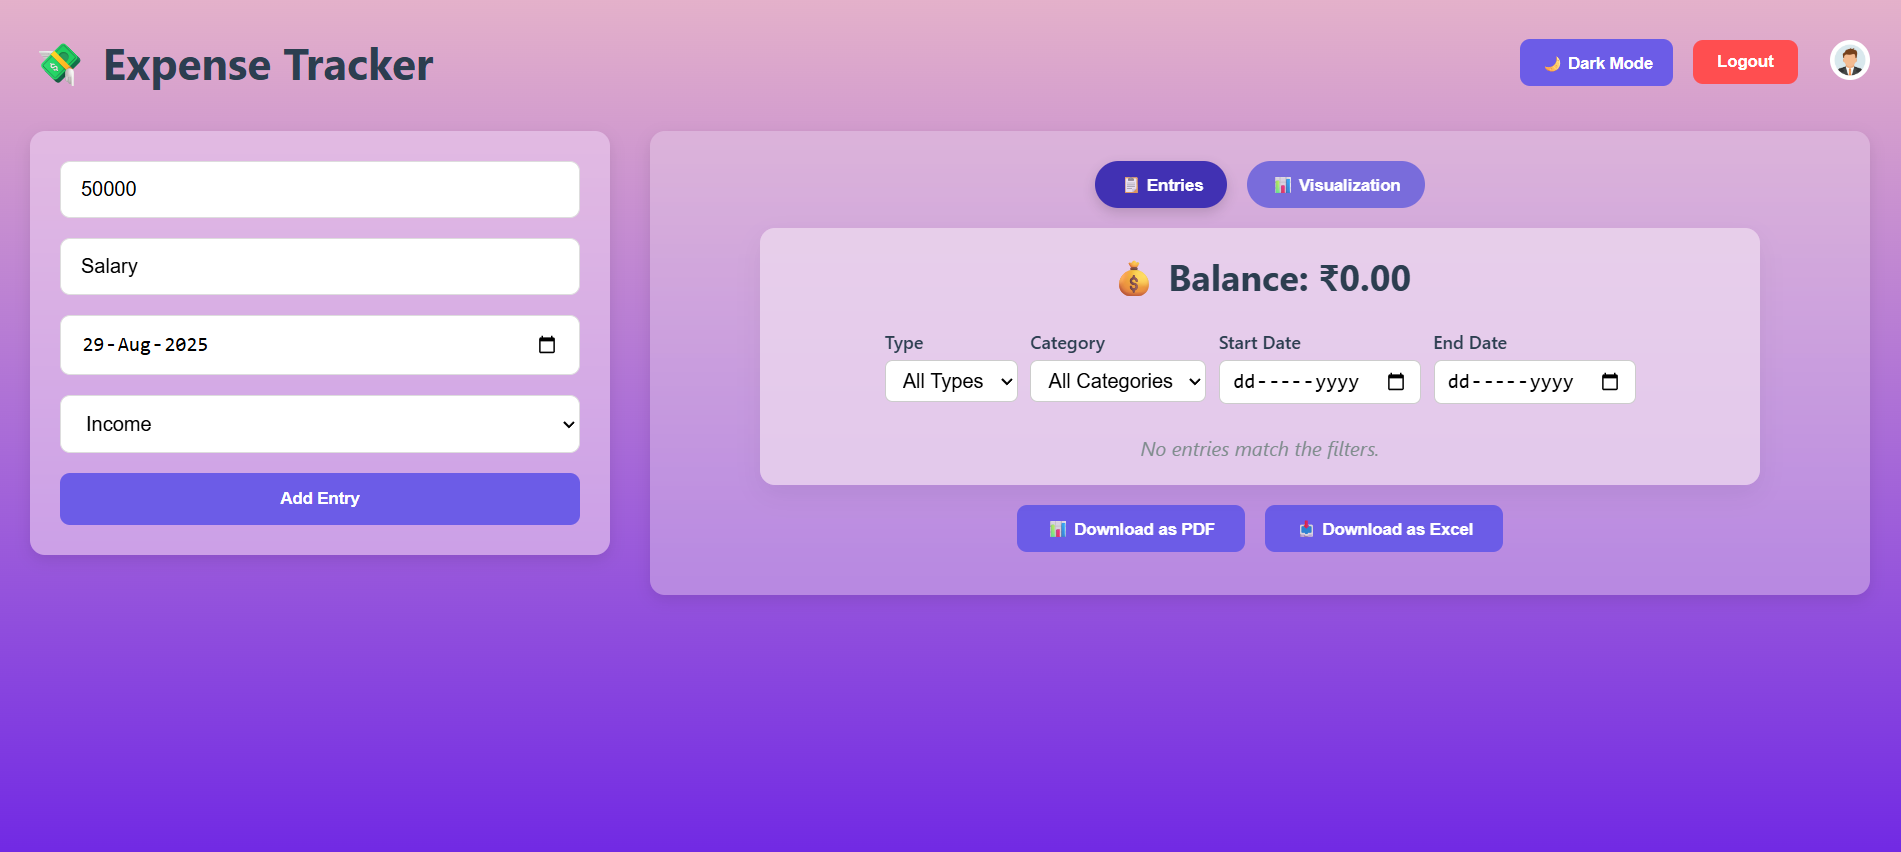 Expense Tracker
Dark Mode
Logout
50000
Salary
29-Aug-2025
Income
Add Entry
Entries
Visualization
Balance: ₹0.00
Type
Category
Start Date
End Date
All Types
All Categories
dd-----yyyy
dd-----yyyy
No entries match the filters.
Download as PDF
Download as Excel